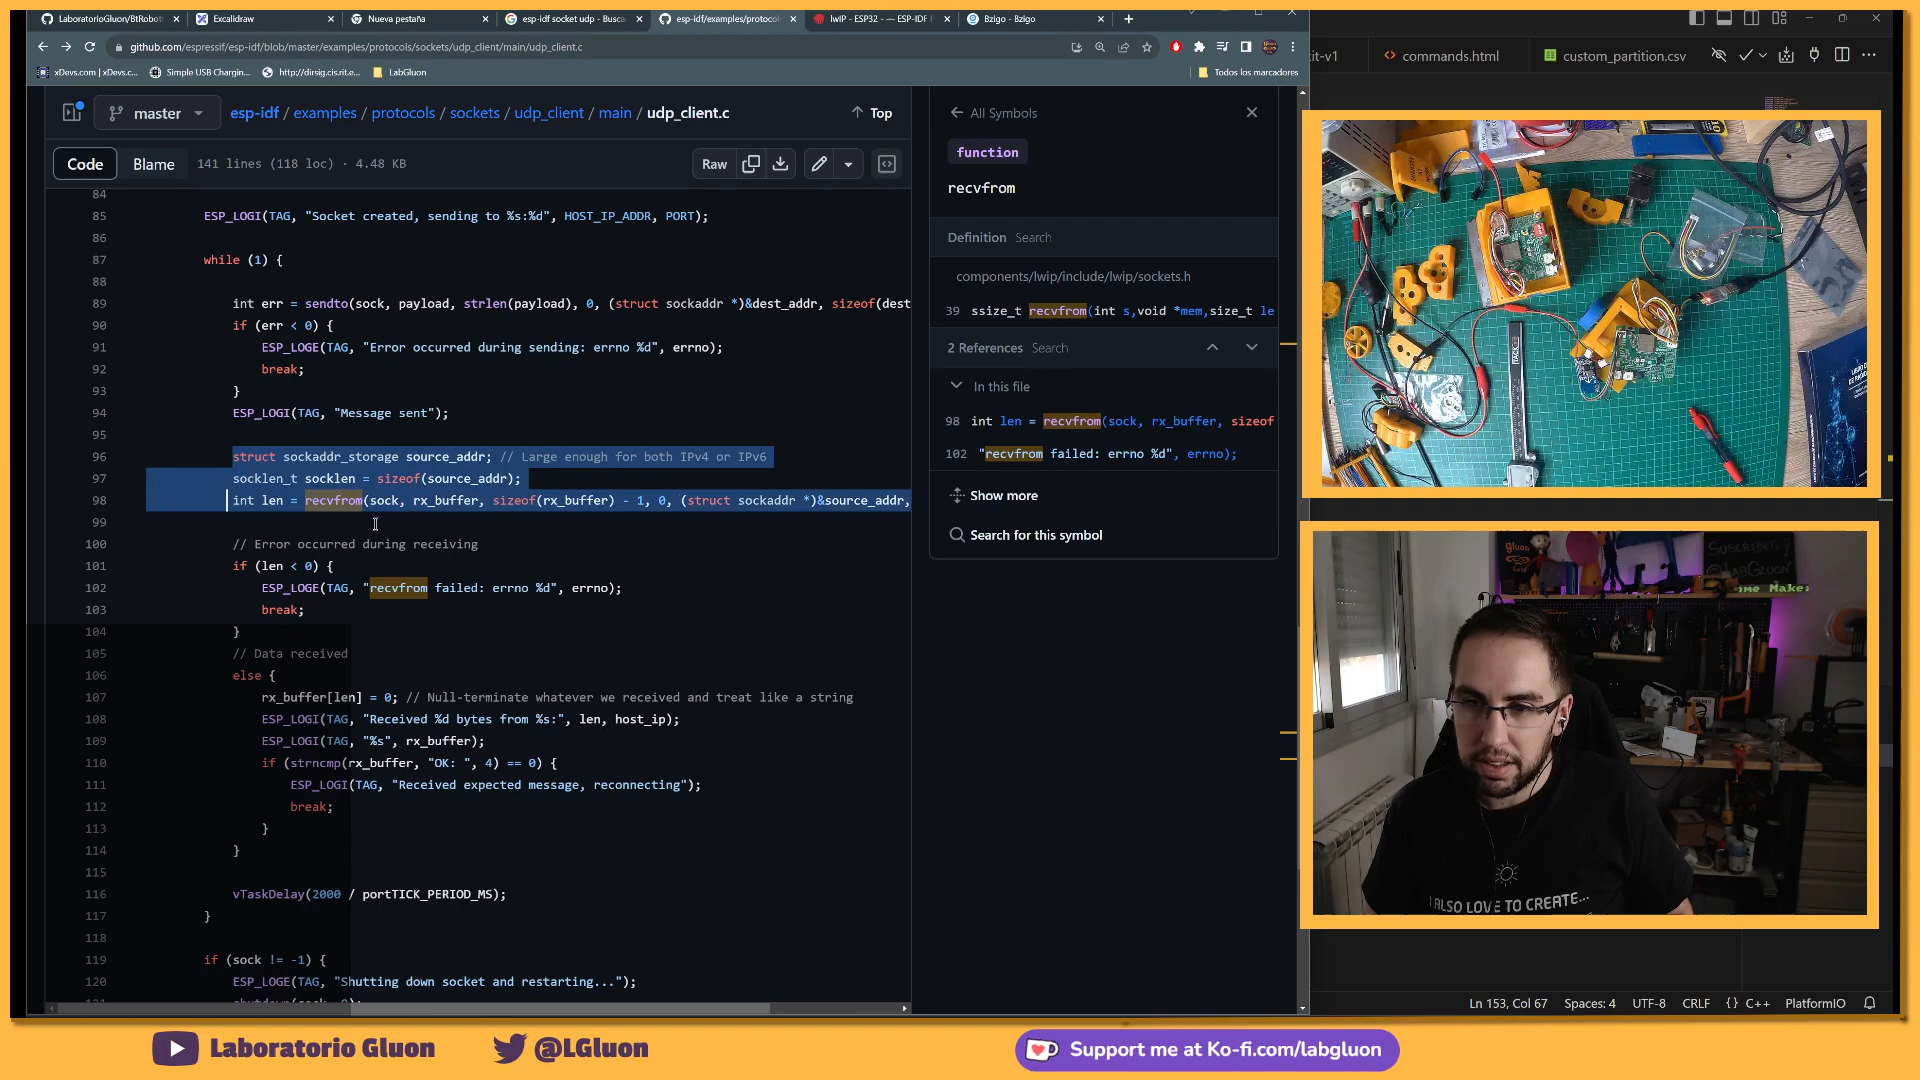 LaboratorioGluon/BtRobot
Excalidraw
Nueva pestaña
esp-idf socket udp - Busca
esp-idf/examples/protoco
lwIP - ESP32 - — ESP-IDF P
Bzigo - Bzigo
github.com/espressif/esp-idf/blob/master/examples/protocols/sockets/udp_client/main/udp_client.c
xDevs.com | xDevs.c...
Simple USB Chargin...
http://dirsig.cis.rit.e...
LabGluon
Todos los marcadores
it-v1
commands.html
custom_partition.csv
master
esp-idf / examples / protocols / sockets / udp_client / main / udp_client.c
Top
Code
Blame
141 lines (118 loc) · 4.48 KB
Raw
84
85 ESP_LOGI(TAG, "Socket created, sending to %s:%d", HOST_IP_ADDR, PORT);
86
87 while (1) {
88
89 int err = sendto(sock, payload, strlen(payload), 0, (struct sockaddr *)&dest_addr, sizeof(dest
90 if (err < 0) {
91 ESP_LOGE(TAG, "Error occurred during sending: errno %d", errno);
92 break;
93 }
94 ESP_LOGI(TAG, "Message sent");
95
96 struct sockaddr_storage source_addr; // Large enough for both IPv4 or IPv6
97 socklen_t socklen = sizeof(source_addr);
98 int len = recvfrom(sock, rx_buffer, sizeof(rx_buffer) - 1, 0, (struct sockaddr *)&source_addr,
99
100 // Error occurred during receiving
101 if (len < 0) {
102 ESP_LOGE(TAG, "recvfrom failed: errno %d", errno);
103 break;
104 }
105 // Data received
106 else {
107 rx_buffer[len] = 0; // Null-terminate whatever we received and treat like a string
108 ESP_LOGI(TAG, "Received %d bytes from %s:", len, host_ip);
109 ESP_LOGI(TAG, "%s", rx_buffer);
110 if (strncmp(rx_buffer, "OK: ", 4) == 0) {
111 ESP_LOGI(TAG, "Received expected message, reconnecting");
112 break;
113 }
114 }
115
116 vTaskDelay(2000 / portTICK_PERIOD_MS);
117 }
118
119 if (sock != -1) {
120 ESP_LOGE(TAG, "Shutting down socket and restarting...");
All Symbols
function
recvfrom
Definition Search
components/lwip/include/lwip/sockets.h
39 ssize_t recvfrom(int s,void *mem,size_t le
2 References Search
In this file
98 int len = recvfrom(sock, rx_buffer, sizeof
102 "recvfrom failed: errno %d", errno);
Show more
Search for this symbol
SUSCRIBETE!
@LABGLUON
ome Make:
I ALSO LOVE TO CREATE...
Ln 153, Col 67
Spaces: 4
UTF-8
CRLF
{} C++
PlatformIO
Laboratorio Gluon
@LGluon
Support me at Ko-fi.com/labgluon